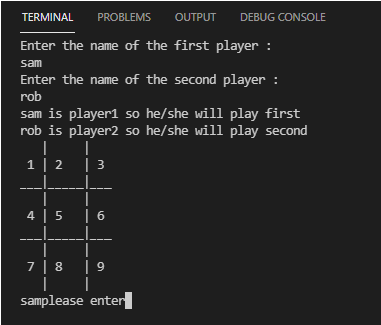 TERMINAL PROBLEMS OUTPUT DEBUG CONSOLE
Enter the name of the first player :
sam
Enter the name of the second player :
rob
sam is player1 so he/she will play first
rob is player2 so he/she will play second
   |     |
 1 | 2   | 3
___|_____|___
   |     |
 4 | 5   | 6
___|_____|___
   |     |
 7 | 8   | 9
   |     |
samplease enter